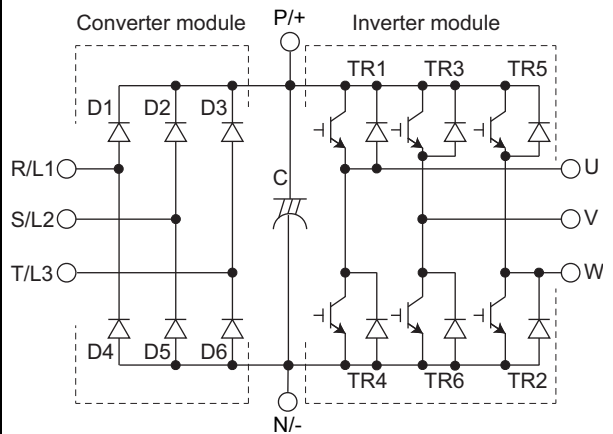 Converter module
P/+
Inverter module
D1 D2 D3
TR1 TR3 TR5
R/L1
U
C
S/L2
V
T/L3
W
D4 D5 D6
TR4 TR6 TR2
N/-